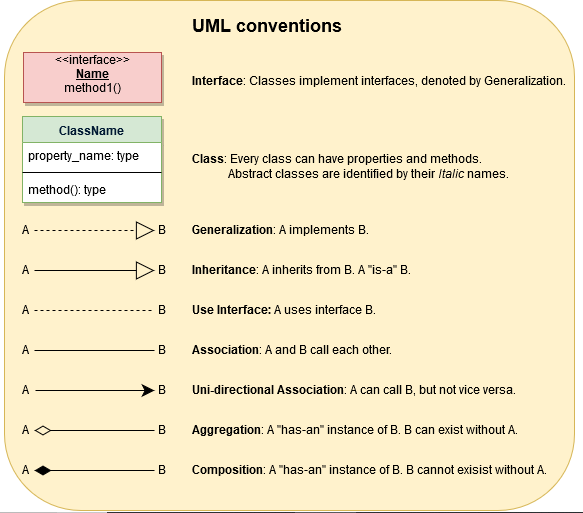 UML conventions
<<interface>>
Name
method1()
Interface: Classes implement interfaces, denoted by Generalization.
ClassName
property_name: type
method(): type
Class: Every class can have properties and methods.
Abstract classes are identified by their Italic names.
A B Generalization: A implements B.
A B Inheritance: A inherits from B. A "is-a" B.
A B Use Interface: A uses interface B.
A B Association: A and B call each other.
A B Uni-directional Association: A can call B, but not vice versa.
A B Aggregation: A "has-an" instance of B. B can exist without A.
A B Composition: A "has-an" instance of B. B cannot exisist without A.